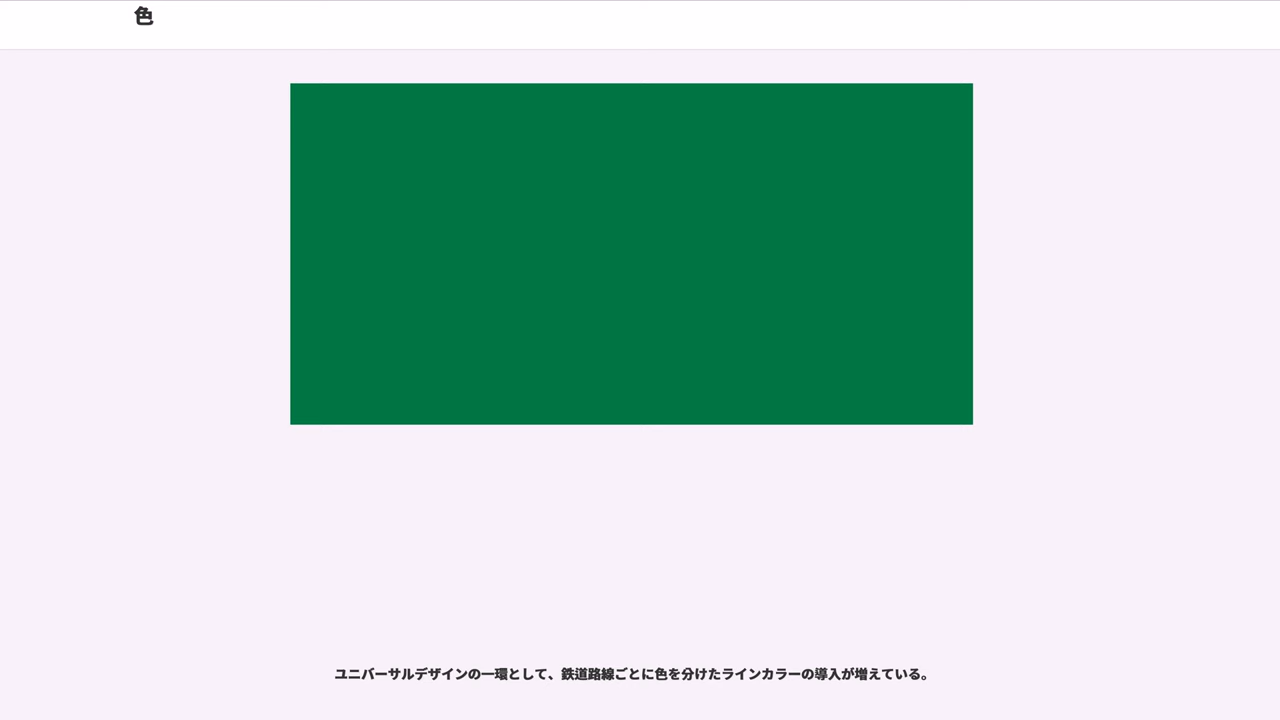 色
ユニバーサルデザインの一環として、鉄道路線ごとに色を分けたラインカラーの導入が増えている。